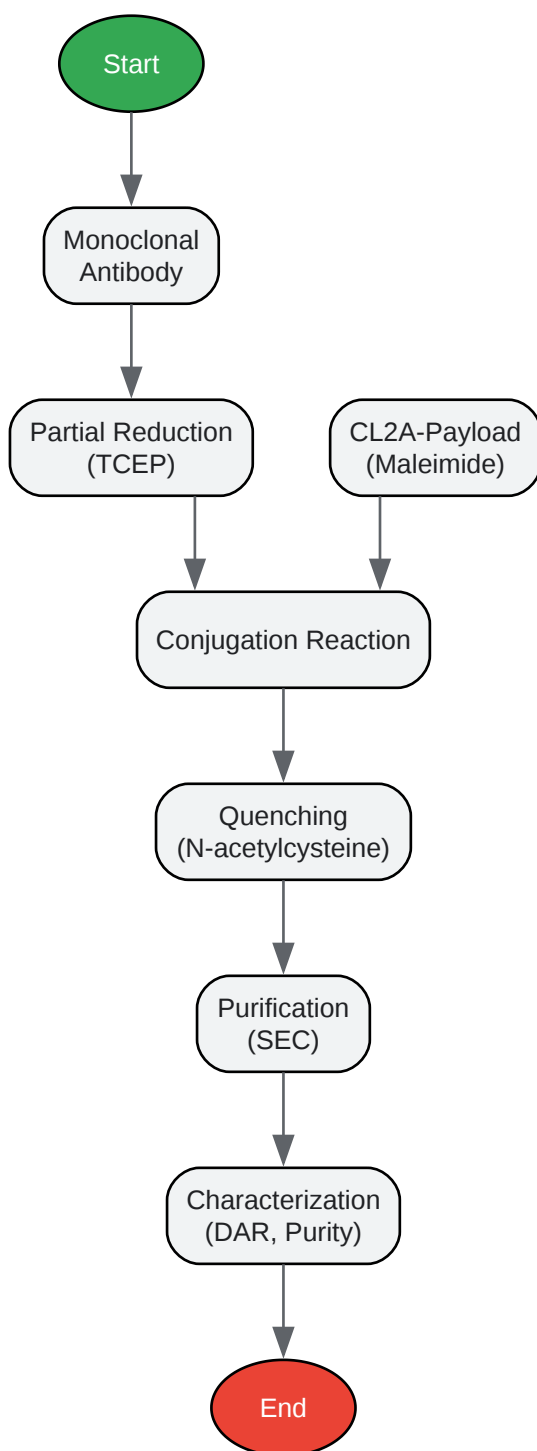 Start
Monoclonal
Antibody
Partial Reduction
(TCEP)
CL2A-Payload
(Maleimide)
Conjugation Reaction
Quenching
(N-acetylcysteine)
Purification
(SEC)
Characterization
(DAR, Purity)
End